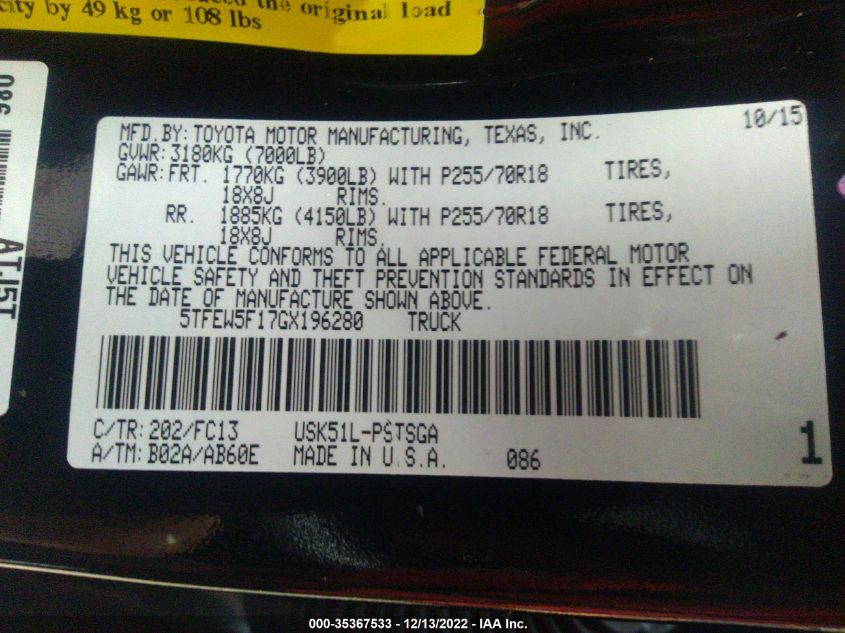 the original load
city by 49 kg or 108 lbs
086
ATJ5T
10/15
MFD.BY:TOYOTA MOTOR MANUFACTURING, TEXAS, INC.
GVWR:3180KG (7000LB)
GAWR:FRT. 1770KG (3900LB) WITH P255/70R18 TIRES,
18X8J RIMS.
RR. 1885KG (4150LB) WITH P255/70R18 TIRES,
18X8J RIMS.
THIS VEHICLE CONFORMS TO ALL APPLICABLE FEDERAL MOTOR
VEHICLE SAFETY AND THEFT PREVENTION STANDARDS IN EFFECT ON
THE DATE OF MANUFACTURE SHOWN ABOVE.
5TFEW5F17GX196280 TRUCK
C/TR:202/FC13 USK51L-PSTSGA
A/TM:B02A/AB60E MADE IN U.S.A. 086
1
000-35367533 - 12/13/2022 - IAA Inc.